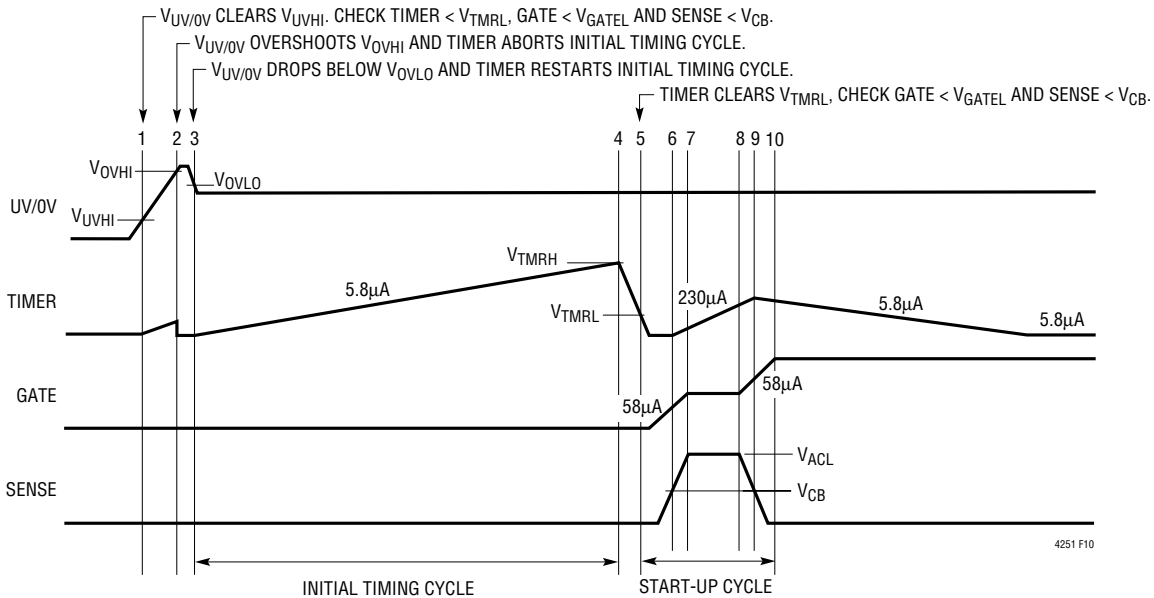 V_UV/0V CLEARS V_UVHI. CHECK TIMER < V_TMRL, GATE < V_GATEL AND SENSE < V_CB.
V_UV/0V OVERSHOOTS V_OVHI AND TIMER ABORTS INITIAL TIMING CYCLE.
V_UV/0V DROPS BELOW V_OVLO AND TIMER RESTARTS INITIAL TIMING CYCLE.
TIMER CLEARS V_TMRL, CHECK GATE < V_GATEL AND SENSE < V_CB.
1 2 3 4 5 6 7 8 9 10
V_OVHI
V_OVLO
UV/0V
V_UVHI
V_TMRH
5.8µA
230µA
5.8µA
TIMER
V_TMRL
5.8µA
GATE
58µA
58µA
V_ACL
SENSE
V_CB
4251 F10
INITIAL TIMING CYCLE
START-UP CYCLE